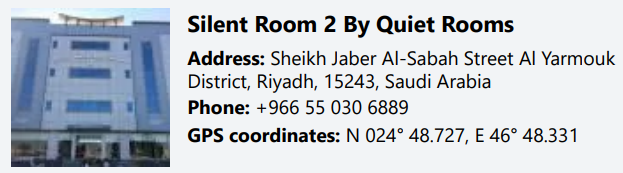 Silent Room 2 By Quiet Rooms
Address: Sheikh Jaber Al-Sabah Street Al Yarmouk
District, Riyadh, 15243, Saudi Arabia
Phone: +966 55 030 6889
GPS coordinates: N 024° 48.727, E 46° 48.331